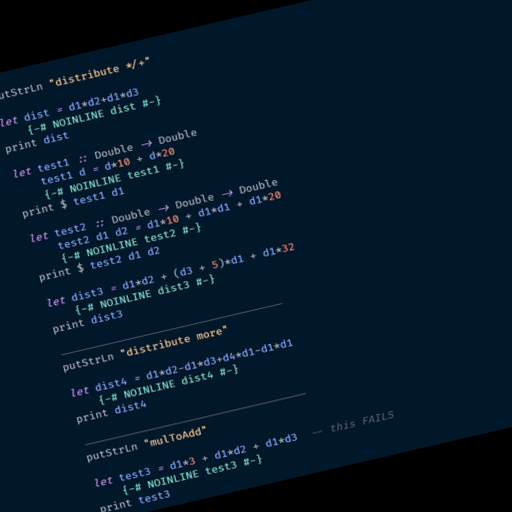 putStrLn "distribute */+"
let dist = d1*d2+d1*d3
{-# NOINLINE dist #-}
print dist
let test1 :: Double -> Double
test1 d = d*10 + d*20
{-# NOINLINE test1 #-}
print $ test1 d1
let test2 :: Double -> Double -> Double
test2 d1 d2 = d1*10 + d1*d1 + d1*20
{-# NOINLINE test2 #-}
print $ test2 d1 d2
let dist3 = d1*d2 + (d3 + 5)*d1 + d1*32
{-# NOINLINE dist3 #-}
print dist3
putStrLn "distribute more"
let dist4 = d1*d2-d1*d3+d4*d1-d1*d1
{-# NOINLINE dist4 #-}
print dist4
putStrLn "mulToAdd"
let test3 = d1*3 + d1*d2 + d1*d3 -- this FAILS
{-# NOINLINE test3 #-}
print test3